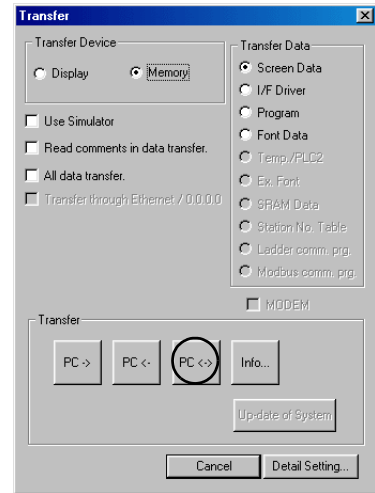 Transfer
Transfer Device
Display
Memory
Use Simulator
Read comments in data transfer.
All data transfer.
Transfer through Ethernet / 0.0.0.0
Transfer Data
Screen Data
I/F Driver
Program
Font Data
Temp./PLC2
Ex. Font
SRAM Data
Station No. Table
Ladder comm. prg.
Modbus comm. prg.
MODEM
Transfer
PC ->
PC <-
PC <->
Info...
Up-date of System
Cancel
Detail Setting...